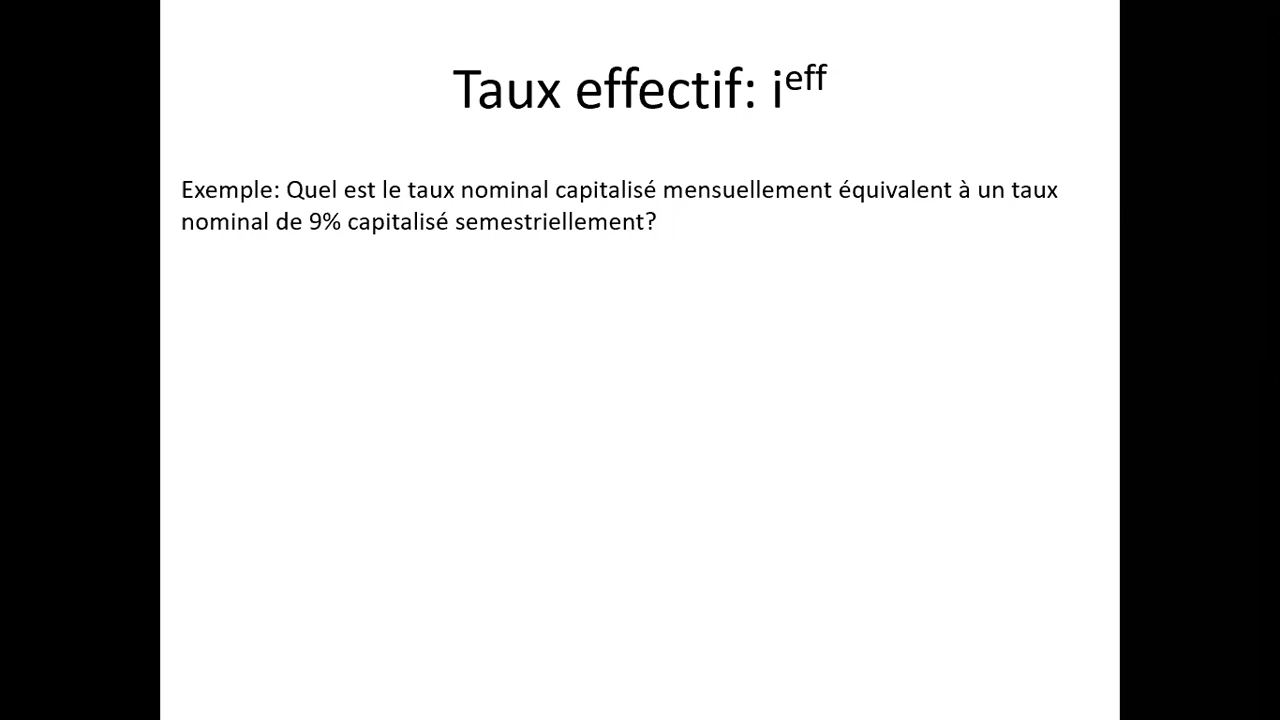 Taux effectif: i^eff
Exemple: Quel est le taux nominal capitalisé mensuellement équivalent à un taux
nominal de 9% capitalisé semestriellement?